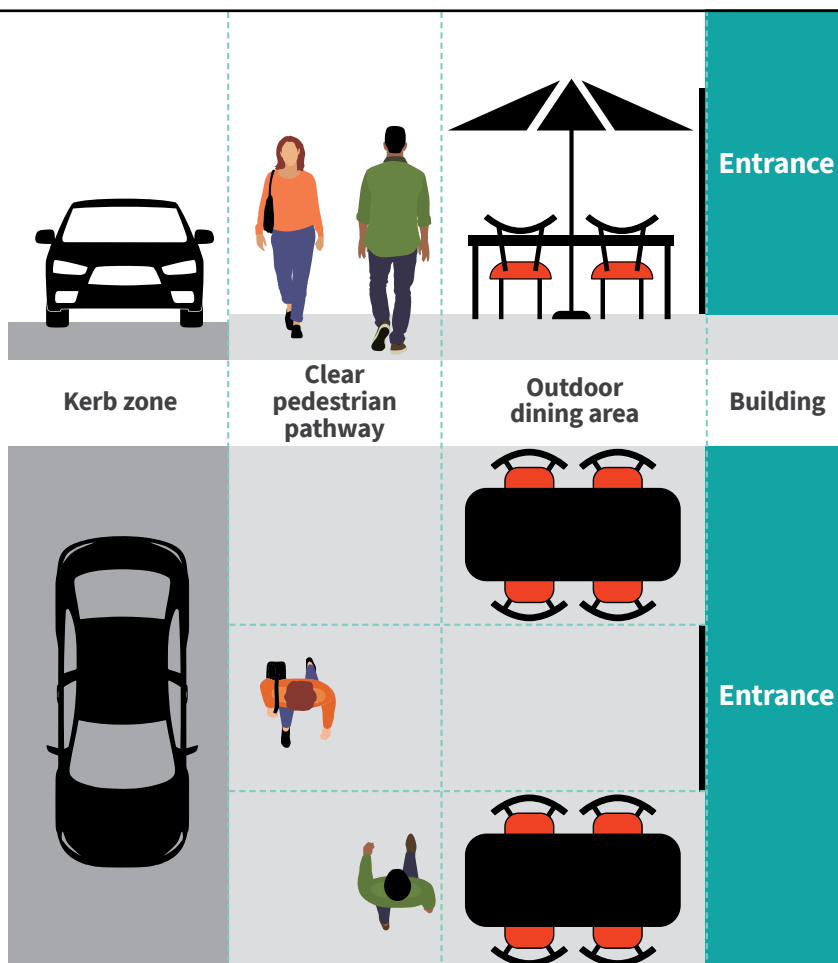 Entrance
Kerb zone
Clear
pedestrian
pathway
Outdoor
dining area
Building
Entrance